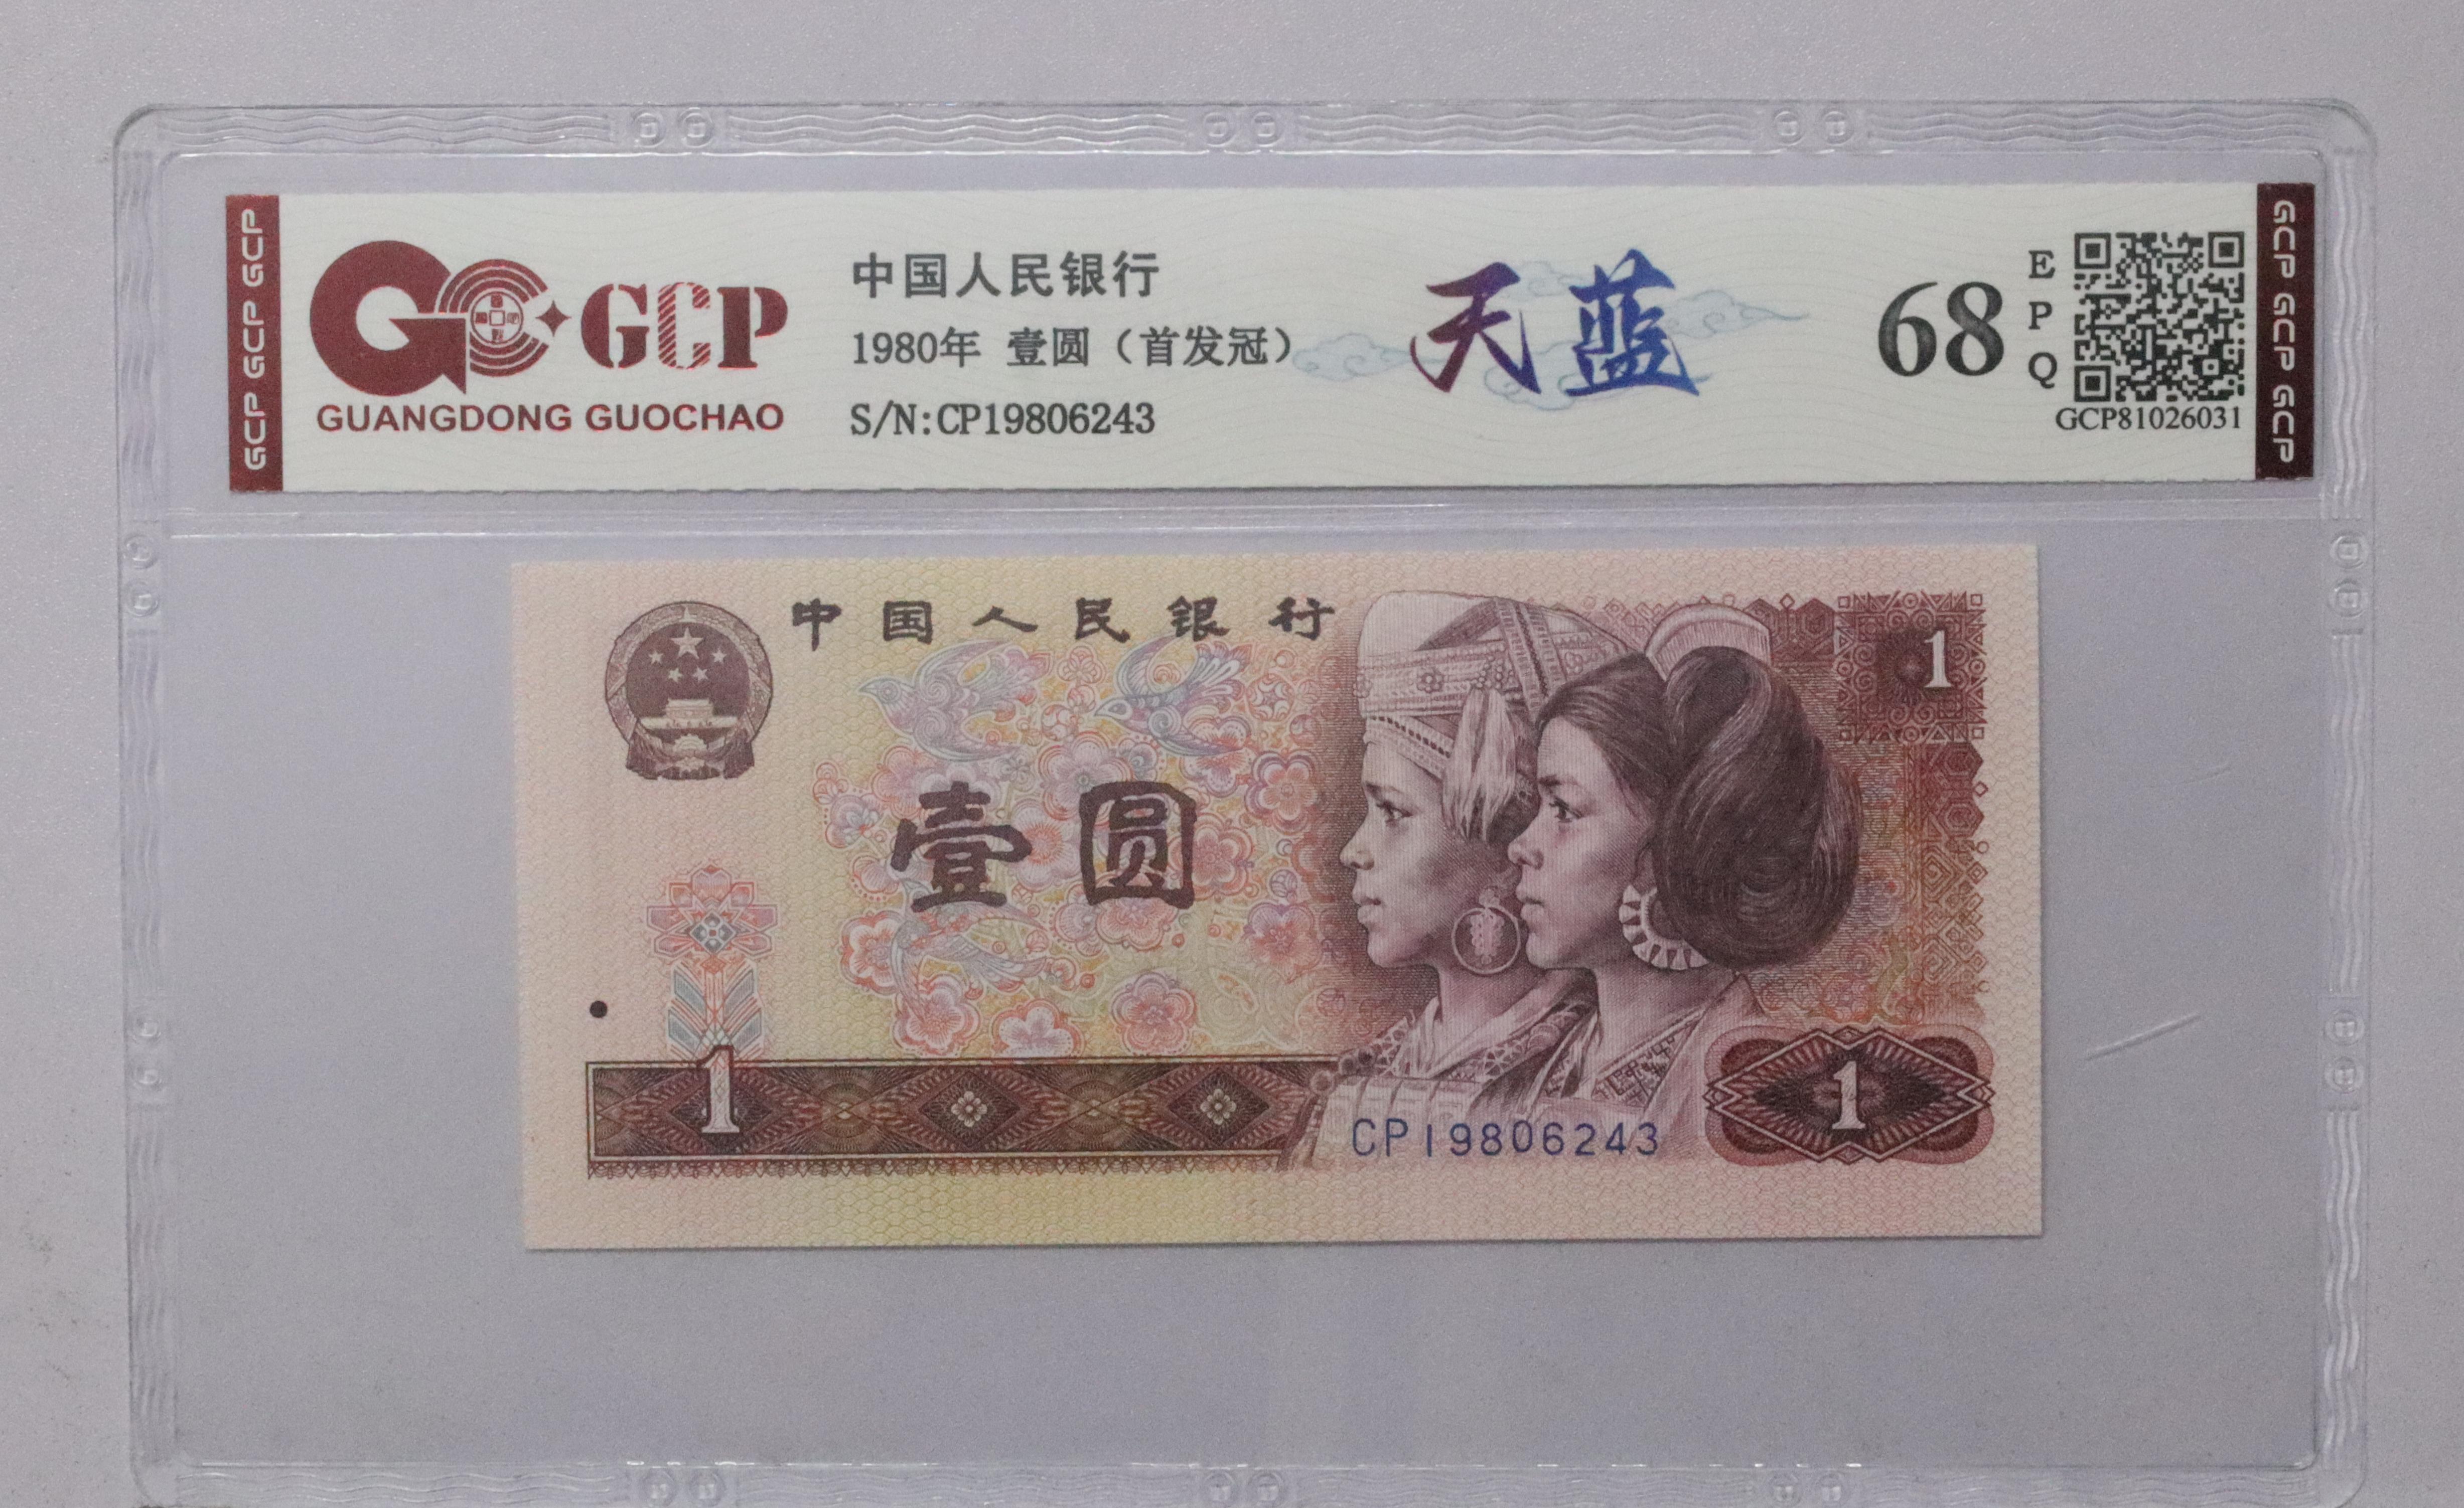 GCP GCP GCP
GCP
GUANGDONG GUOCHAO
中国人民银行
1980年 壹圆（首发冠）
S/N:CP19806243
天蓝
68
EPQ
GCP81026031
GCP GCP GCP
中国人民银行
1
壹圆
1
1
CP19806243